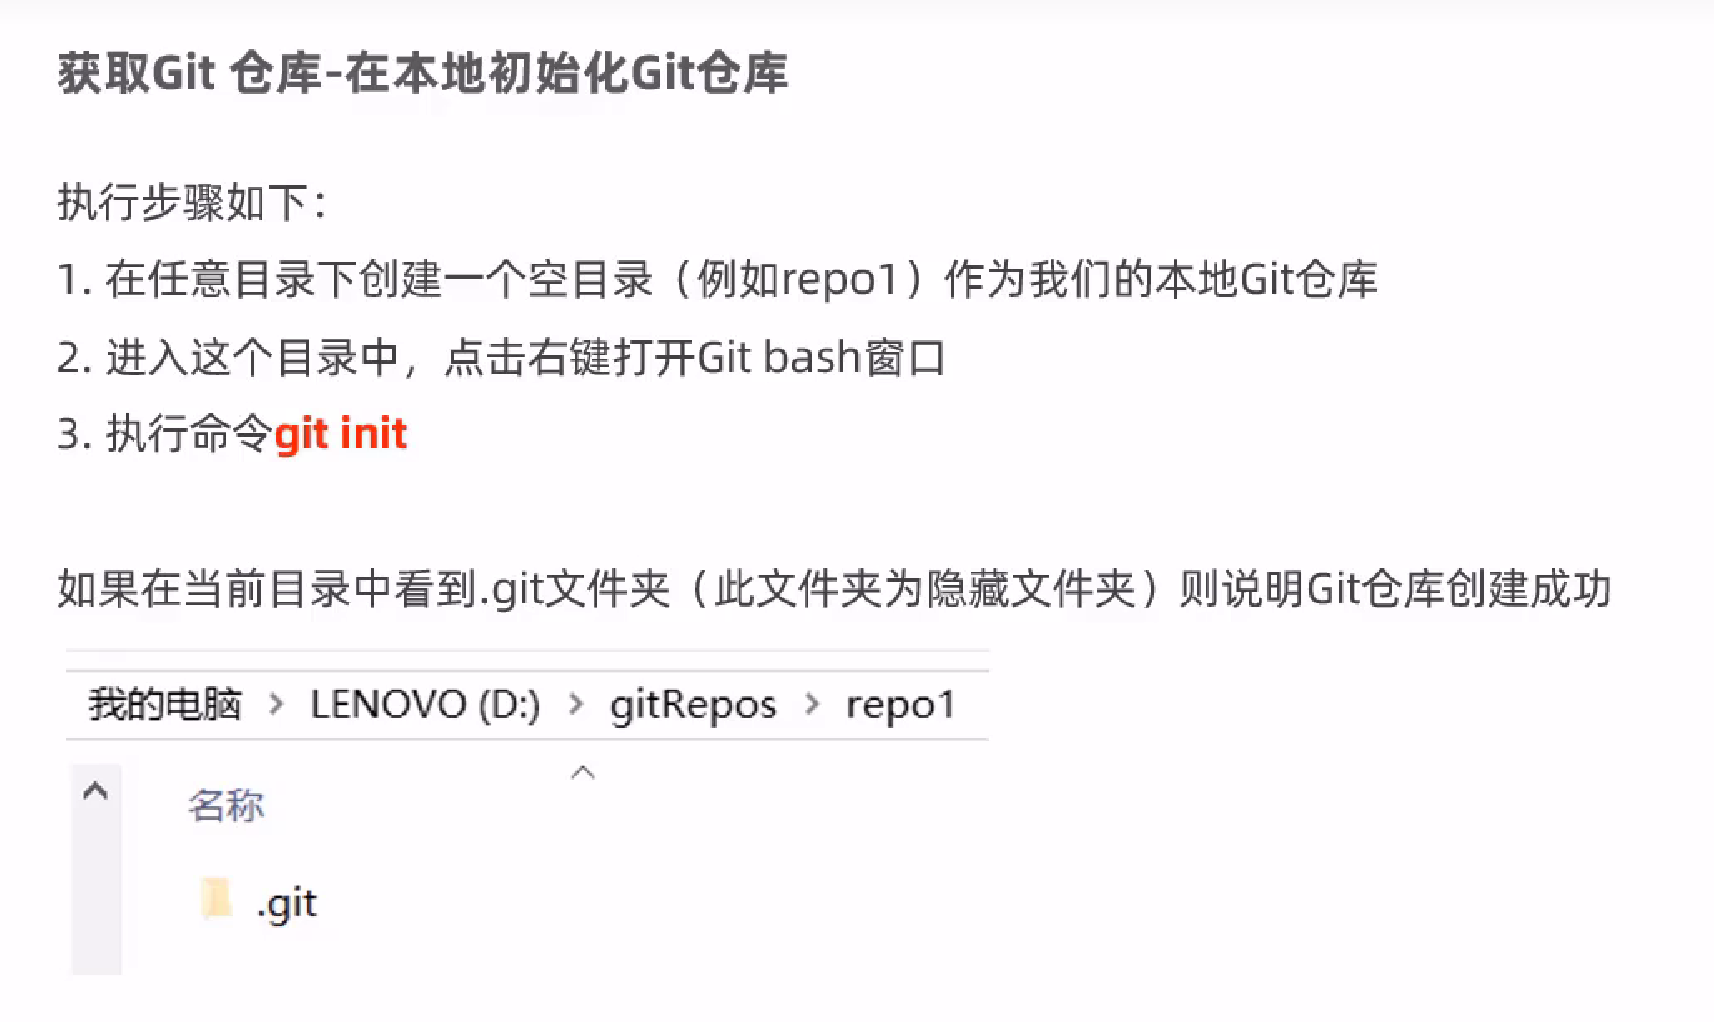 获取Git 仓库-在本地初始化Git仓库
执行步骤如下：
1. 在任意目录下创建一个空目录（例如repo1）作为我们的本地Git仓库
2. 进入这个目录中，点击右键打开Git bash窗口
3. 执行命令git init
如果在当前目录中看到.git文件夹（此文件夹为隐藏文件夹）则说明Git仓库创建成功
我的电脑 > LENOVO (D:) > gitRepos > repo1
名称
.git